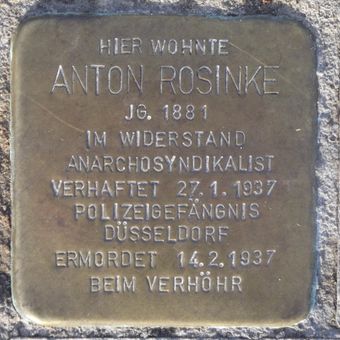 HIER WOHNTE
ANTON ROSINKE
JG. 1881
IM WIDERSTAND
ANARCHOSYNDIKALIST
VERHAFTET 27.1.1937
POLIZEIGEFÄNGNIS
DÜSSELDORF
ERMORDET 14.2.1937
BEIM VERHÖHR